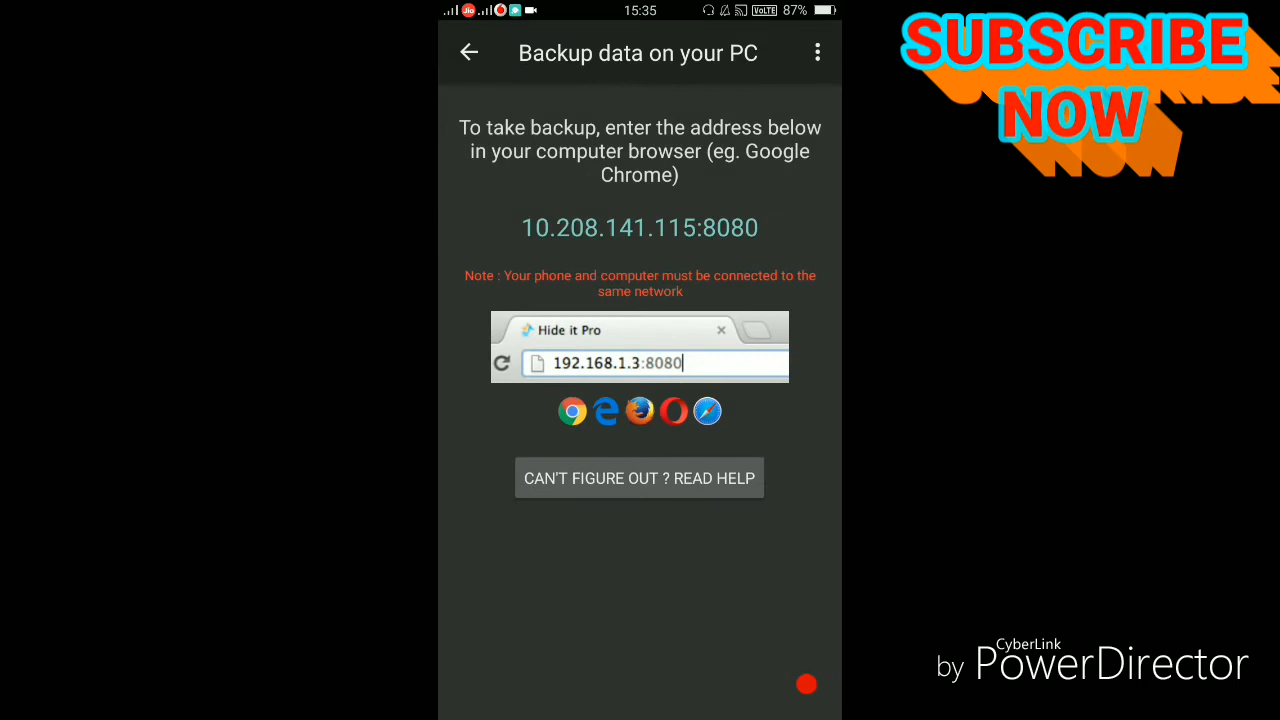 Jio
15:35
VoLTE
87%
Backup data on your PC
To take backup, enter the address below
in your computer browser (eg. Google
Chrome)
10.208.141.115:8080
Note : Your phone and computer must be connected to the
same network
Hide it Pro
192.168.1.3:8080
CAN'T FIGURE OUT ? READ HELP
SUBSCRIBE
NOW
CyberLink
by PowerDirector